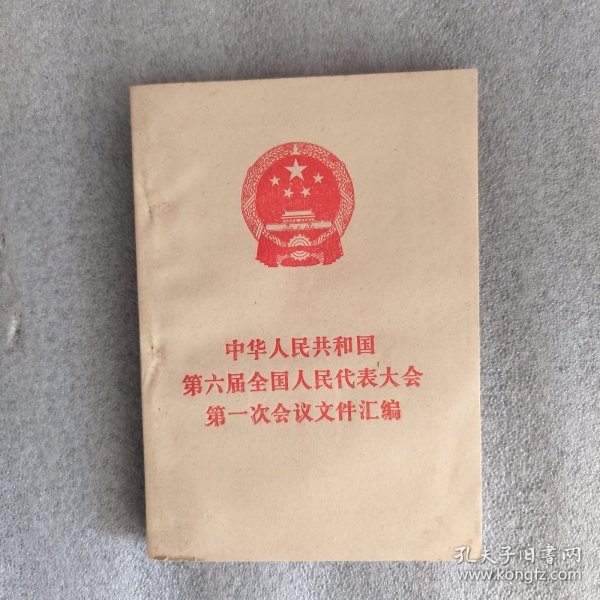 中华人民共和国
第六届全国人民代表大会
第一次会议文件汇编
孔夫子旧书网
www.kongfz.com